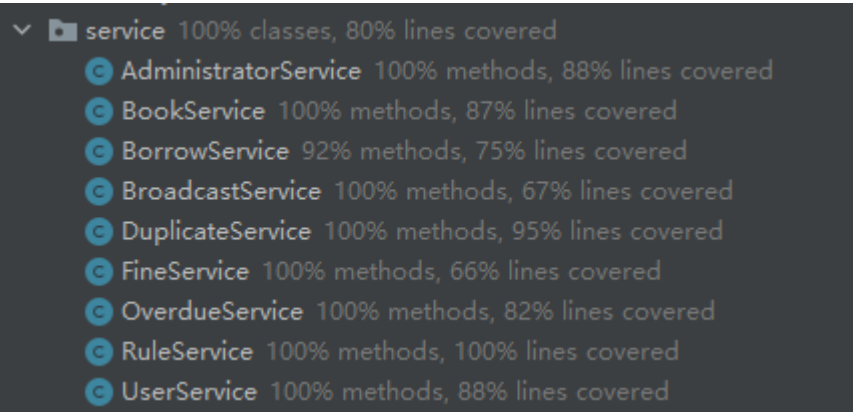 service 100% classes, 80% lines covered
AdministratorService 100% methods, 88% lines covered
BookService 100% methods, 87% lines covered
BorrowService 92% methods, 75% lines covered
BroadcastService 100% methods, 67% lines covered
DuplicateService 100% methods, 95% lines covered
FineService 100% methods, 66% lines covered
OverdueService 100% methods, 82% lines covered
RuleService 100% methods, 100% lines covered
UserService 100% methods, 88% lines covered